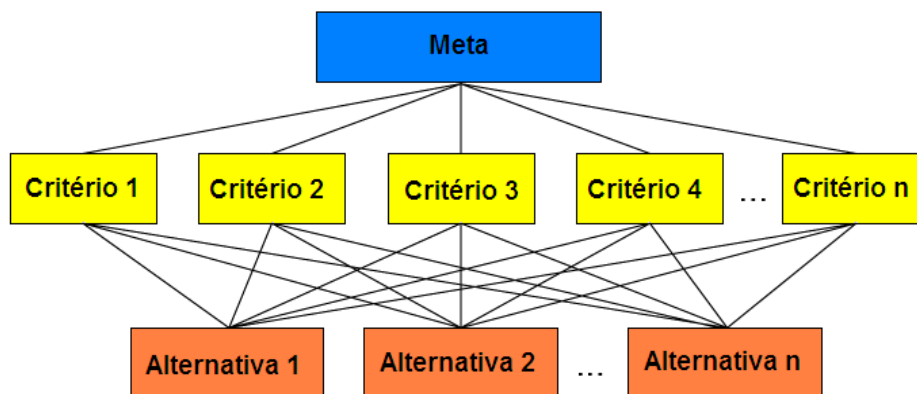 Meta
Critério 1
Critério 2
Critério 3
Critério 4
...
Critério n
Alternativa 1
Alternativa 2
...
Alternativa n